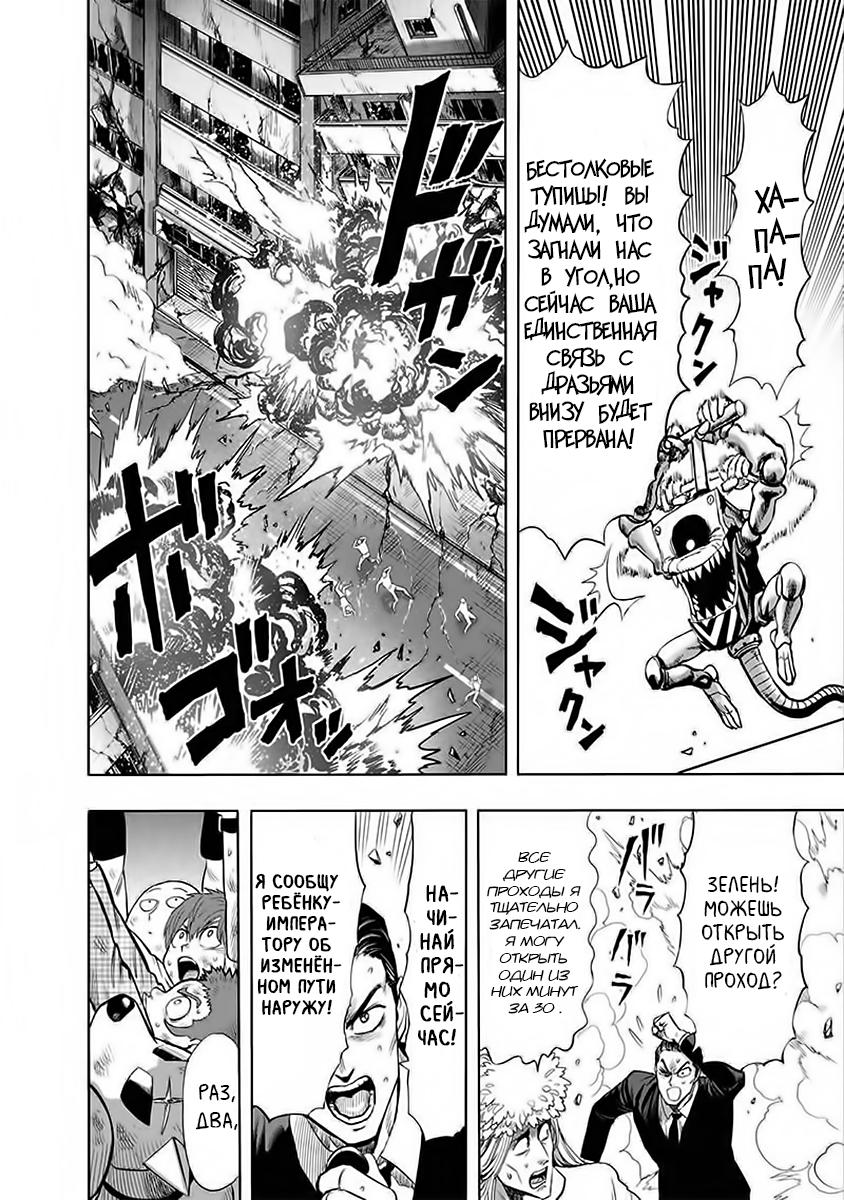 ХА-
ПА-
ПА!
ジャクン
БЕСТОЛКОВЫЕ
ТУПИЦЫ! ВЫ
ДУМАЛИ, ЧТО
ЗАГНАЛИ НАС
В УГОЛ,НО
СЕЙЧАС ВАША
ЕДИНСТВЕННАЯ
СВЯЗЬ С
ДРАЗЬЯМИ
ВНИЗУ БУДЕТ
ПРЕРВАНА!
ジャクン
ドガン
ボゴオッ
ЗЕЛЕНЬ!
МОЖЕШЬ
ОТКРЫТЬ
ДРУГОЙ
ПРОХОД?
ガラ
ガラ
ВСЕ
ДРУГИЕ
ПРОХОДЫ Я
ТЩАТЕЛЬНО
ЗАПЕЧАТАЛ.
Я МОГУ
ОТКРЫТЬ
ОДИН ИЗ
НИХ МИНУТ
ЗА 30 .
НА-
ЧИ-
НАЙ
ПРЯ-
МО
СЕЙ-
ЧАС!
Я СООБЩУ
РЕБЁНКУ-
ИМПЕРА-
ТОРУ ОБ
ИЗМЕНЁН-
НОМ ПУТИ
НАРУЖУ!
РАЗ,
ДВА,